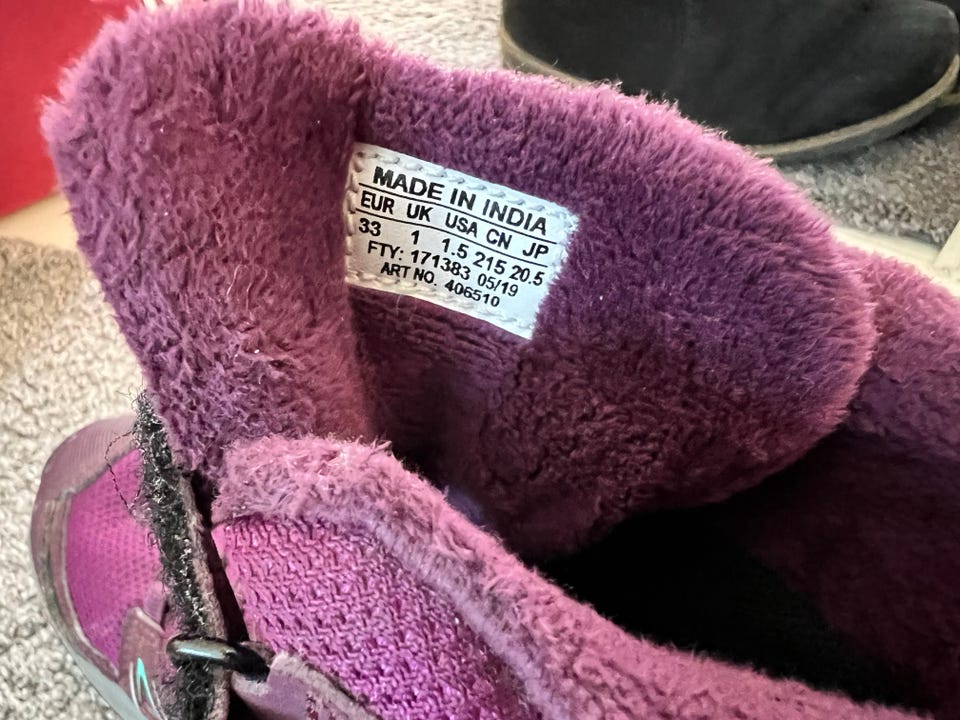 MADE IN INDIA
EUR UK USA CN JP
33 1 1.5 215 20.5
FTY: 171383 05/19
ART NO. 406510